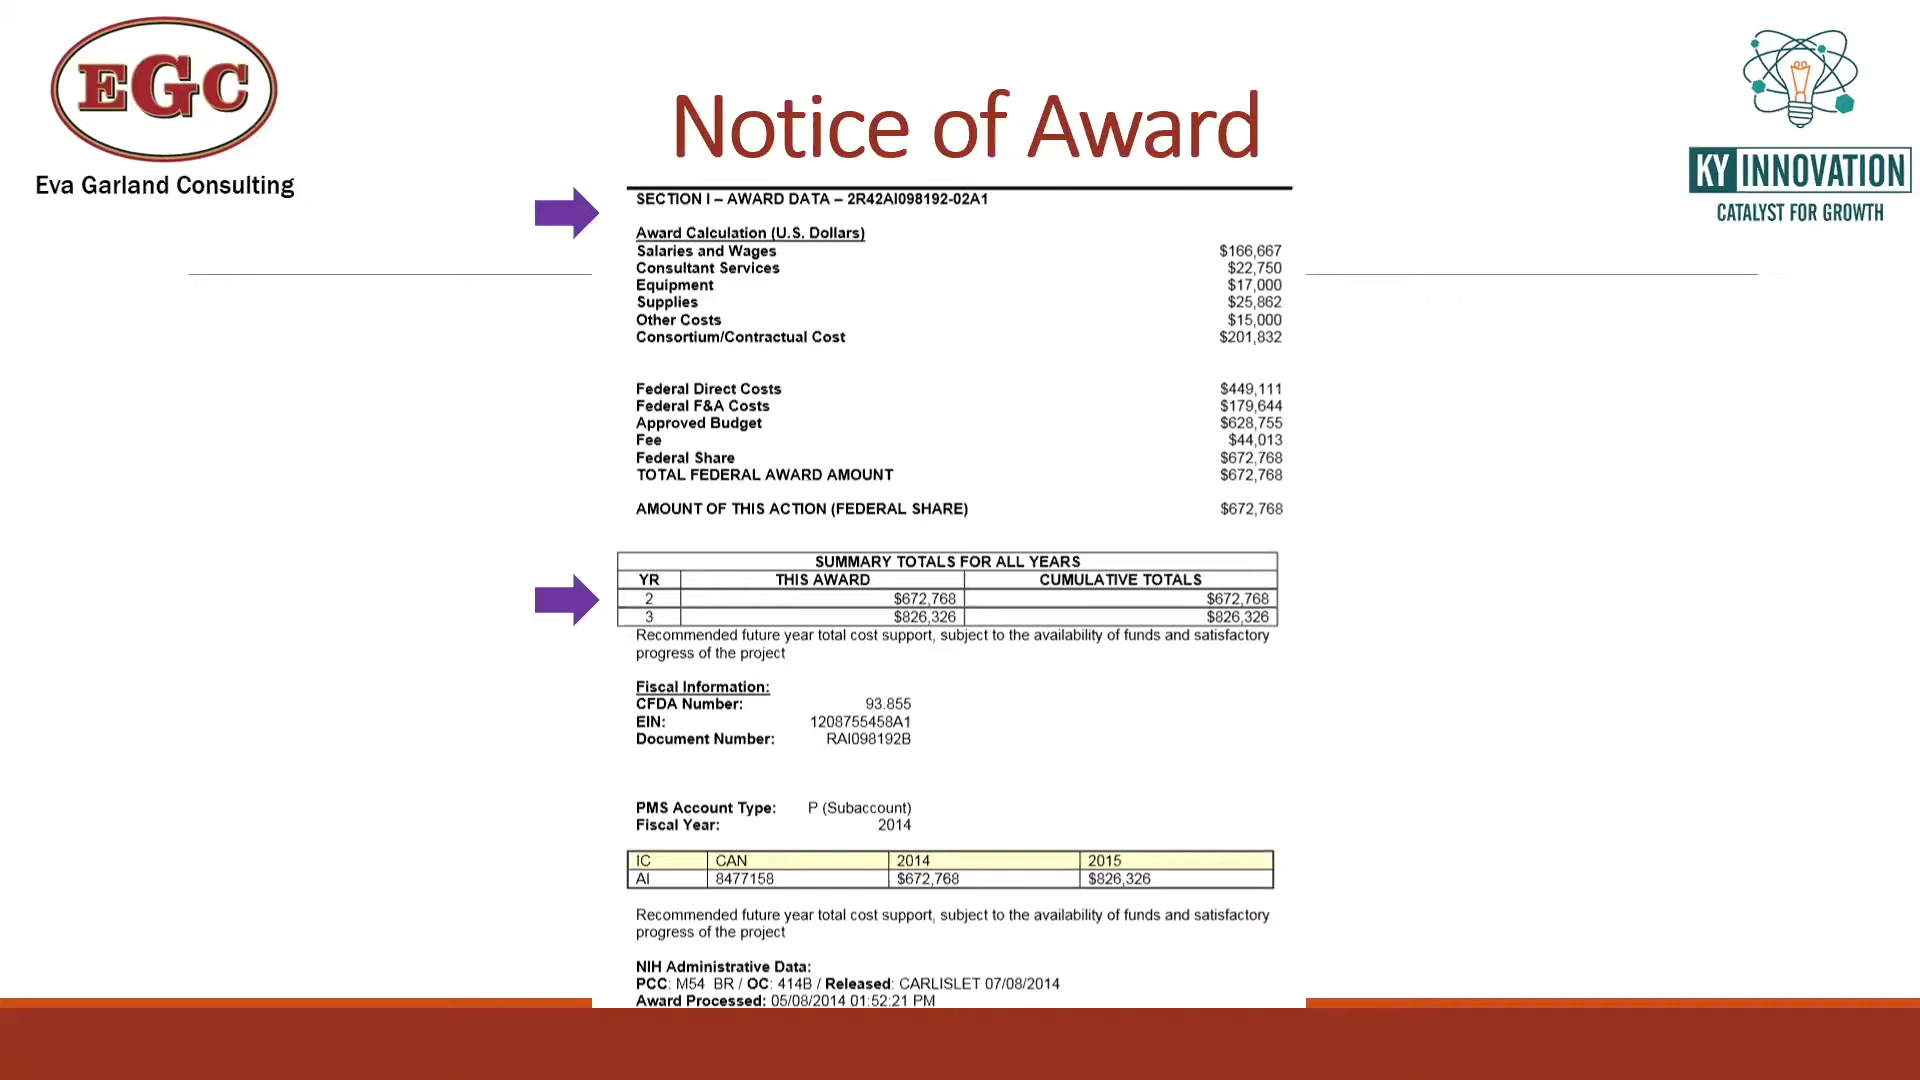 EGC
Eva Garland Consulting
Notice of Award
KY INNOVATION
CATALYST FOR GROWTH
SECTION I – AWARD DATA – 2R42AI098192-02A1
Award Calculation (U.S. Dollars)
Salaries and Wages $166,667
Consultant Services $22,750
Equipment $17,000
Supplies $25,862
Other Costs $15,000
Consortium/Contractual Cost $201,832
Federal Direct Costs $449,111
Federal F&A Costs $179,644
Approved Budget $628,755
Fee $44,013
Federal Share $672,768
TOTAL FEDERAL AWARD AMOUNT $672,768
AMOUNT OF THIS ACTION (FEDERAL SHARE) $672,768
SUMMARY TOTALS FOR ALL YEARS
YR THIS AWARD CUMULATIVE TOTALS
2 $672,768 $672,768
3 $826,326 $826,326
Recommended future year total cost support, subject to the availability of funds and satisfactory
progress of the project
Fiscal Information:
CFDA Number: 93.855
EIN: 1208755458A1
Document Number: RAI098192B
PMS Account Type: P (Subaccount)
Fiscal Year: 2014
IC CAN 2014 2015
AI 8477158 $672,768 $826,326
Recommended future year total cost support, subject to the availability of funds and satisfactory
progress of the project
NIH Administrative Data:
PCC: M54 BR / OC: 414B / Released: CARLISLET 07/08/2014
Award Processed: 05/08/2014 01:52:21 PM